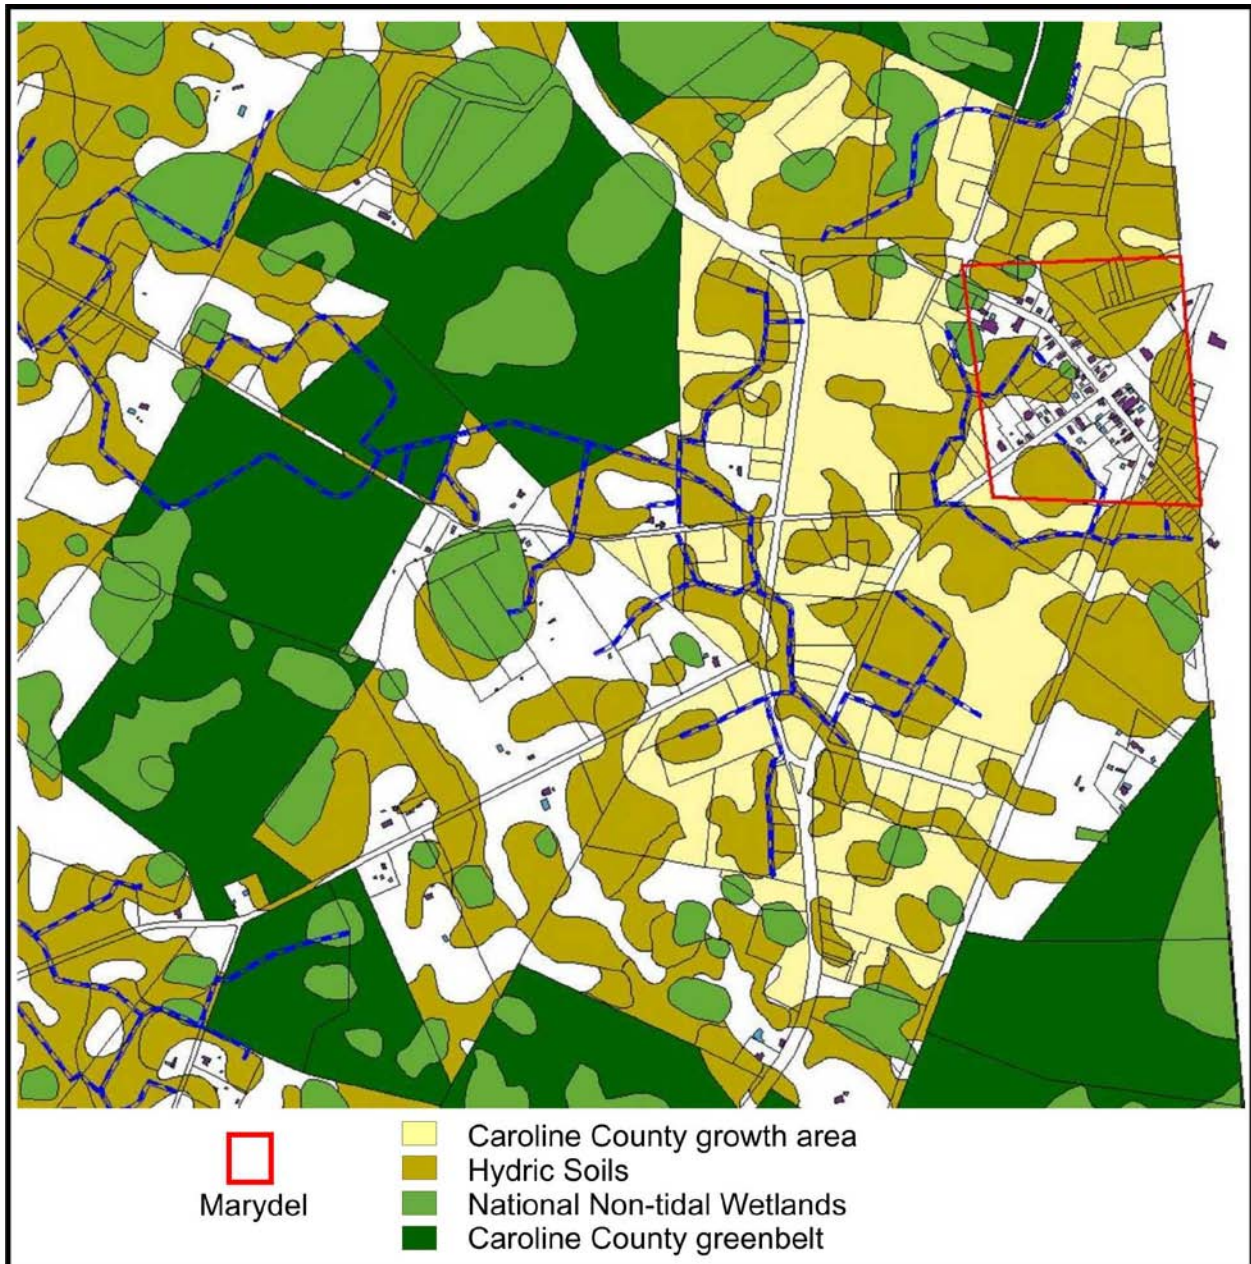 Marydel
Caroline County growth area
Hydric Soils
National Non-tidal Wetlands
Caroline County greenbelt